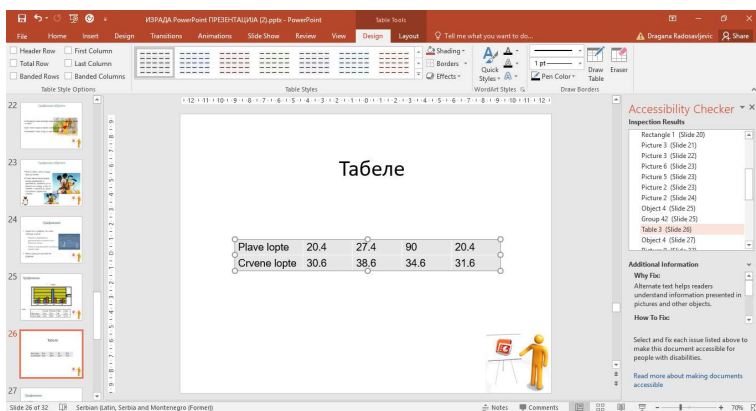 ИЗРАДА PowerPoint ПРЕЗЕНТАЦИЈА (2).pptx - PowerPoint
Table Tools
File Home Insert Design Transitions Animations Slide Show Review View Design Layout Tell me what you want to do...
Dragana Radosavljevic Share
Header Row First Column
Total Row Last Column
Banded Rows Banded Columns
Table Style Options
Table Styles
Shading
Borders
Effects
Quick Styles
WordArt Styles
1 pt
Pen Color
Draw Table
Eraser
Draw Borders
22
23
24
25
26
27
Табеле
Plave lopte 20.4 27.4 90 20.4
Crvene lopte 30.6 38.6 34.6 31.6
Accessibility Checker
Inspection Results
Rectangle 1 (Slide 20)
Picture 3 (Slide 21)
Picture 3 (Slide 22)
Picture 6 (Slide 23)
Picture 5 (Slide 23)
Picture 2 (Slide 23)
Picture 2 (Slide 24)
Object 4 (Slide 25)
Group 42 (Slide 25)
Table 3 (Slide 26)
Object 4 (Slide 27)
Additional Information
Why Fix:
Alternate text helps readers
understand information presented in
pictures and other objects.
How To Fix:
Select and fix each issue listed above to
make this document accessible for
people with disabilities.
Read more about making documents
accessible
Slide 26 of 32 Serbian (Latin, Serbia and Montenegro (Former)) Notes Comments 70%